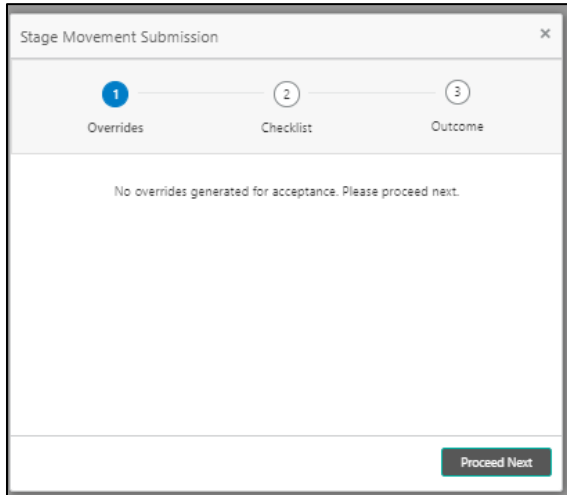 Stage Movement Submission ×
1 2 3
Overrides Checklist Outcome
No overrides generated for acceptance. Please proceed next.
Proceed Next